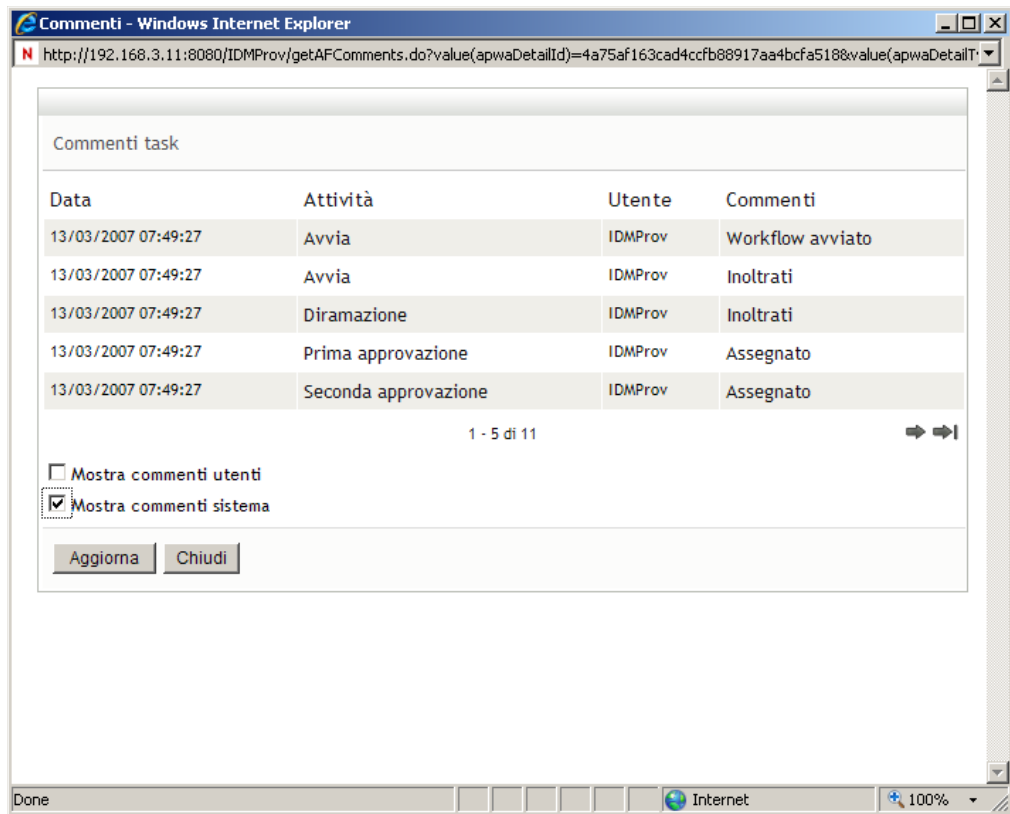 Commenti - Windows Internet Explorer
N http://192.168.3.11:8080/IDMProv/getAFComments.do?value(apwaDetailId)=4a75af163cad4ccfb88917aa4bcfa518&value(apwaDetailT
Commenti task
Data Attività Utente Commenti
13/03/2007 07:49:27 Avvia IDMProv Workflow avviato
13/03/2007 07:49:27 Avvia IDMProv Inoltrati
13/03/2007 07:49:27 Diramazione IDMProv Inoltrati
13/03/2007 07:49:27 Prima approvazione IDMProv Assegnato
13/03/2007 07:49:27 Seconda approvazione IDMProv Assegnato
1 - 5 di 11
Mostra commenti utenti
Mostra commenti sistema
Aggiorna Chiudi
Done Internet 100%